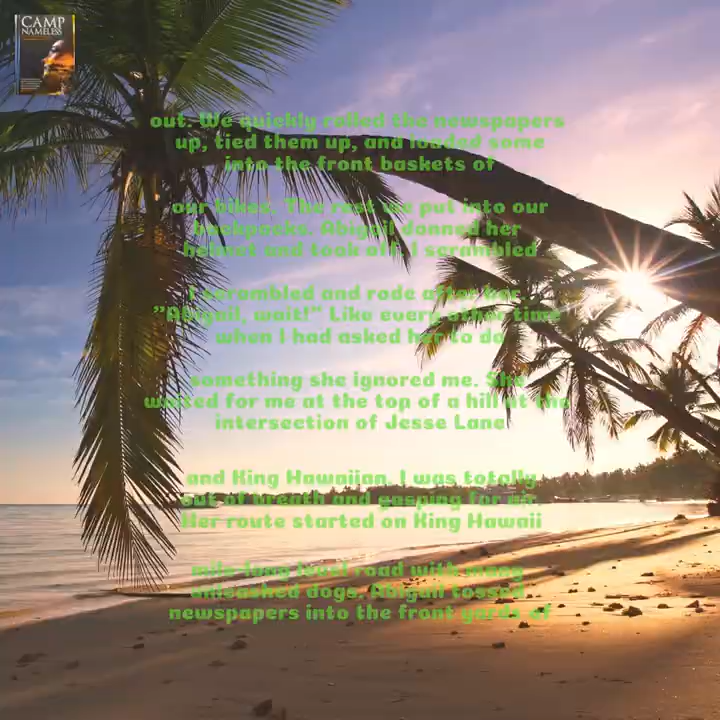 CAMP
NAMELESS
out. We quickly rolled the newspapers
up, tied them up, and loaded some
into the front baskets of
our bikes. The rest we put into our
backpacks. Abigail donned her
helmet and took off. I scrambled
I scrambled and rode after her.
"Abigail, wait!" Like every other time
when I had asked her to do
something she ignored me. She
waited for me at the top of a hill at the
intersection of Jesse Lane
and King Hawaiian. I was totally
out of breath and gasping for air.
Her route started on King Hawaii
mile-long level road with many
unleashed dogs. Abigail tossed
newspapers into the front yards of